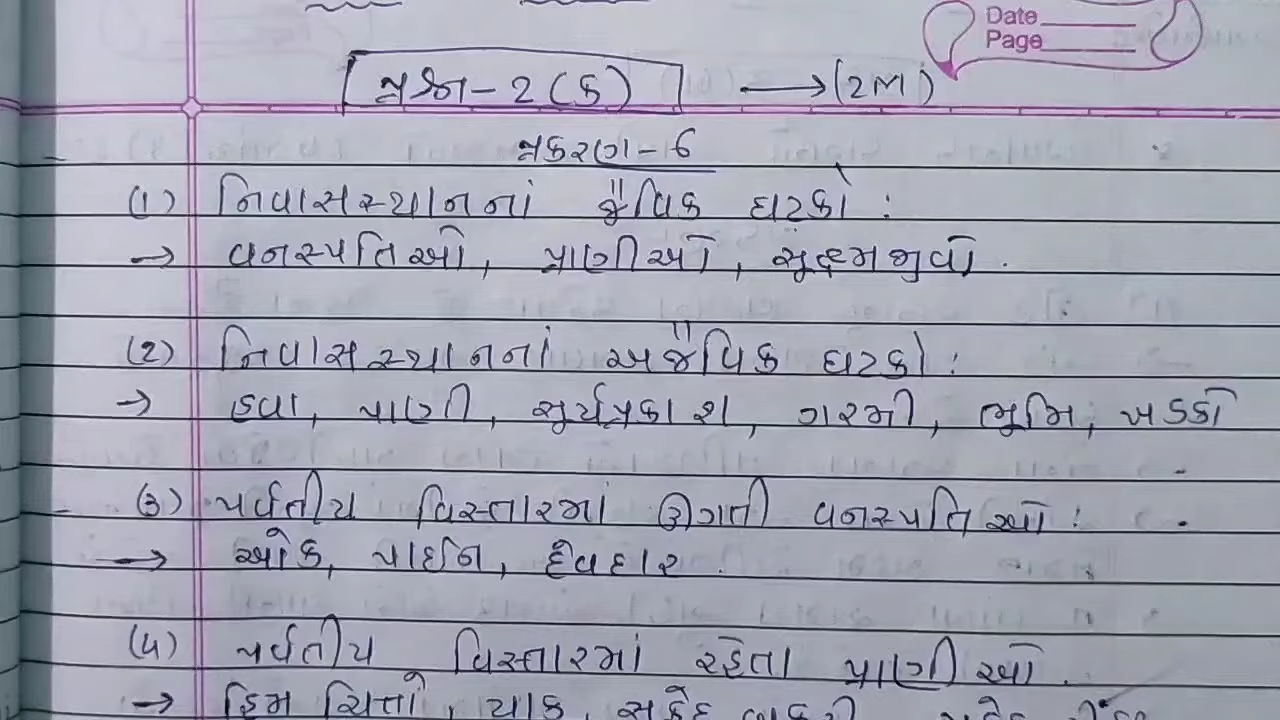 Date
Page
પ્રશ્ન - 2 (ક) → (2M)
પ્રકરણ - 6
(1) નિવાસસ્થાનનાં જૈવિક ઘટકો :
→ વનસ્પતિઓ, પ્રાણીઓ, સુક્ષ્મજીવો .
(2) નિવાસસ્થાનનાં અજૈવિક ઘટકો :
→ હવા, પાણી, સુર્યપ્રકાશ, ગરમી, ભુમિ, ખડકો
(3) પર્વતીય વિસ્તારમાં ઊગતી વનસ્પતિઓ :
→ ઓક, પાઈન, દેવદાર .
(4) પર્વતીય વિસ્તારમાં રહેતા પ્રાણીઓ .
→ હિમ ચિત્તો, યાક, સફેદ